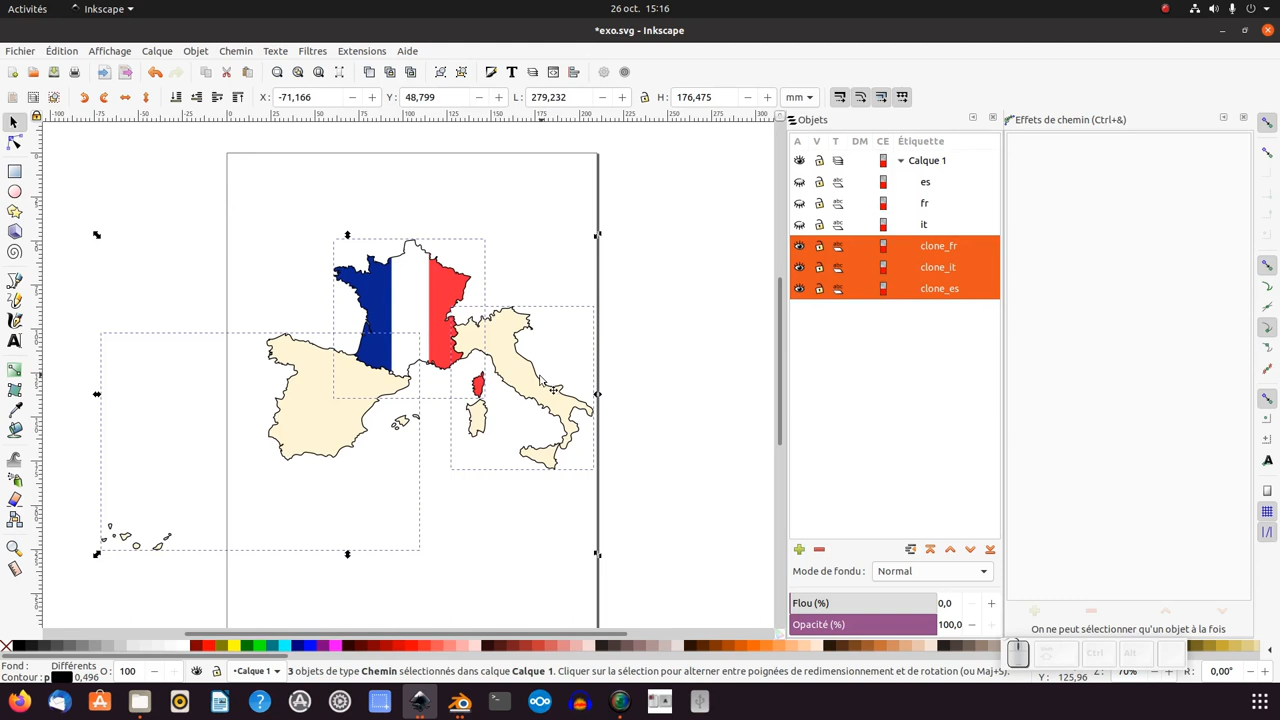 Activités
Inkscape
26 oct. 15:16
*exo.svg - Inkscape
Fichier Édition Affichage Calque Objet Chemin Texte Filtres Extensions Aide
X: -71,166 Y: 48,799 L: 279,232 H: 176,475 mm
Objets
Effets de chemin (Ctrl+&)
A V T DM CE Étiquette
Calque 1
es
fr
it
clone_fr
clone_it
clone_es
Mode de fondu : Normal
Flou (%) 0,0
Opacité (%) 100,0
On ne peut sélectionner qu'un objet à la fois
Ctrl Alt
Fond : Différents
Contour : 0,496
O: 100
•Calque 1
3 objets de type Chemin sélectionnés dans calque Calque 1. Cliquer sur la sélection pour alterner entre poignées de redimensionnement et de rotation (ou Maj+S).
Y: 125,96
Z: 70%
R: 0,00°